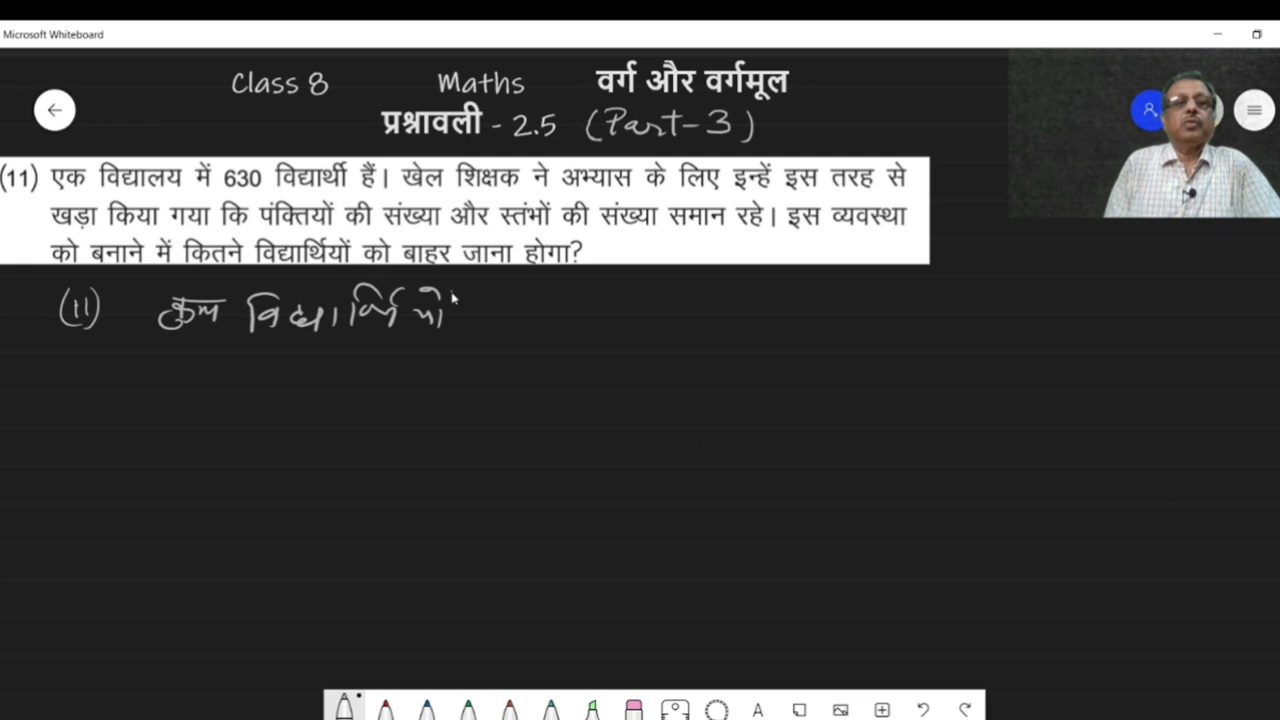 Microsoft Whiteboard
Class 8 Maths वर्ग और वर्गमूल
प्रश्नावली - 2.5 (Part-3)
(11) एक विद्यालय में 630 विद्यार्थी हैं। खेल शिक्षक ने अभ्यास के लिए इन्हें इस तरह से
खड़ा किया गया कि पंक्तियों की संख्या और स्तंभों की संख्या समान रहे। इस व्यवस्था
को बनाने में कितने विद्यार्थियों को बाहर जाना होगा?
(11) कुल विद्यार्थियों
A